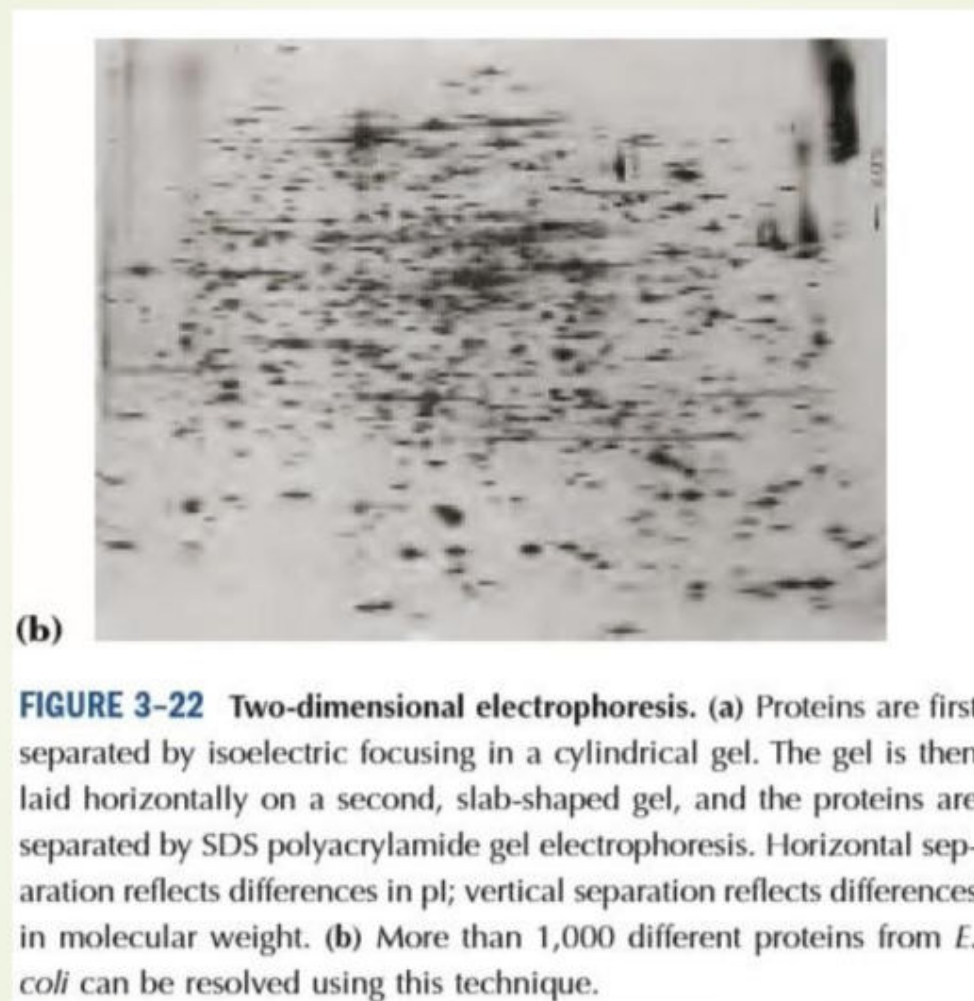 (b)
FIGURE 3-22 Two-dimensional electrophoresis. (a) Proteins are first
separated by isoelectric focusing in a cylindrical gel. The gel is then
laid horizontally on a second, slab-shaped gel, and the proteins are
separated by SDS polyacrylamide gel electrophoresis. Horizontal sep-
aration reflects differences in pI; vertical separation reflects differences
in molecular weight. (b) More than 1,000 different proteins from E.
coli can be resolved using this technique.